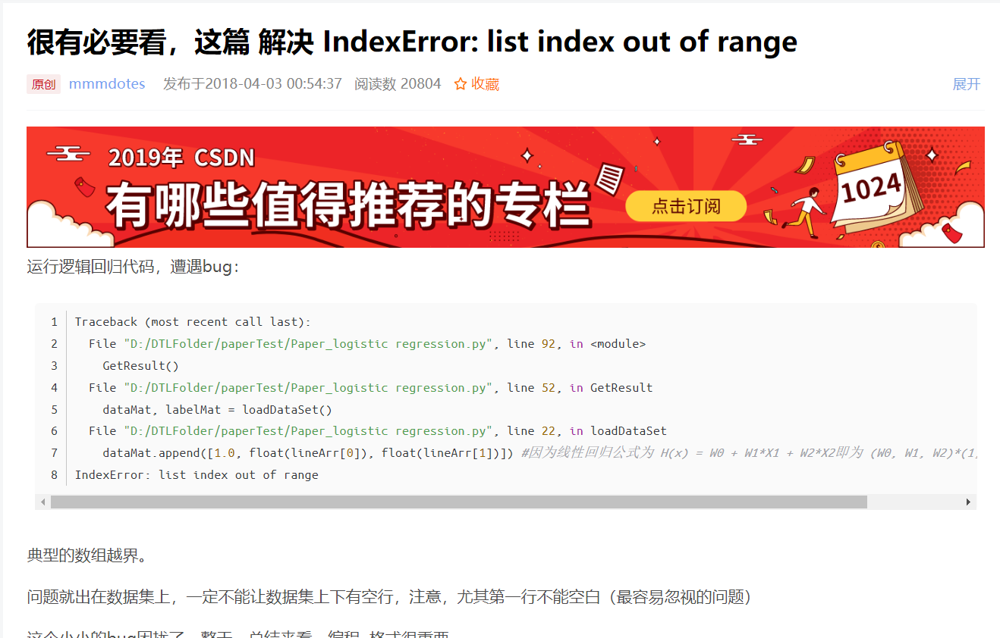 很有必要看，这篇 解决 IndexError: list index out of range
原创 mmmdotes 发布于2018-04-03 00:54:37 阅读数 20804 收藏 展开
2019年 CSDN
有哪些值得推荐的专栏
点击订阅
1024
运行逻辑回归代码，遭遇bug：
1 Traceback (most recent call last):
2 File "D:/DTLFolder/paperTest/Paper_logistic regression.py", line 92, in <module>
3 GetResult()
4 File "D:/DTLFolder/paperTest/Paper_logistic regression.py", line 52, in GetResult
5 dataMat, labelMat = loadDataSet()
6 File "D:/DTLFolder/paperTest/Paper_logistic regression.py", line 22, in loadDataSet
7 dataMat.append([1.0, float(lineArr[0]), float(lineArr[1])]) #因为线性回归公式为 H(x) = W0 + W1*X1 + W2*X2即为 (W0, W1, W2)*(1,
8 IndexError: list index out of range
典型的数组越界。
问题就出在数据集上，一定不能让数据集上下有空行，注意，尤其第一行不能空白（最容易忽视的问题）